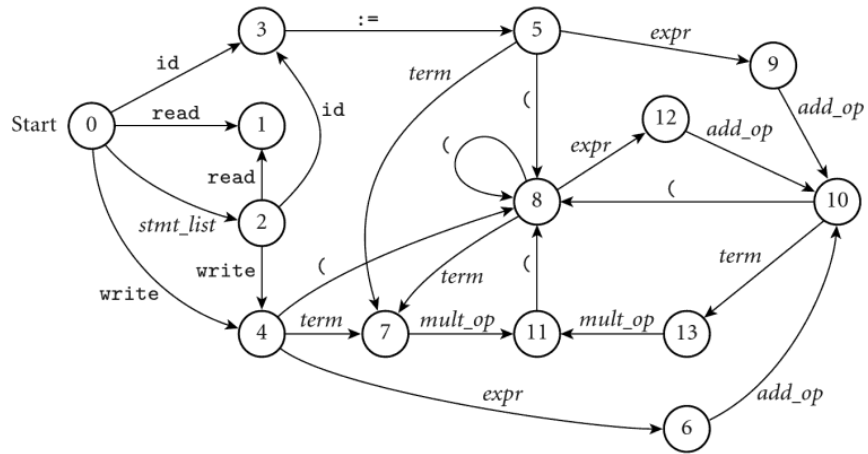 3
:=
5
expr
9
id
term
(
add_op
Start
0
read
1
id
12
add_op
(
expr
read
(
10
stmt_list
2
8
write
(
term
(
term
write
4
term
7
mult_op
11
mult_op
13
expr
add_op
6